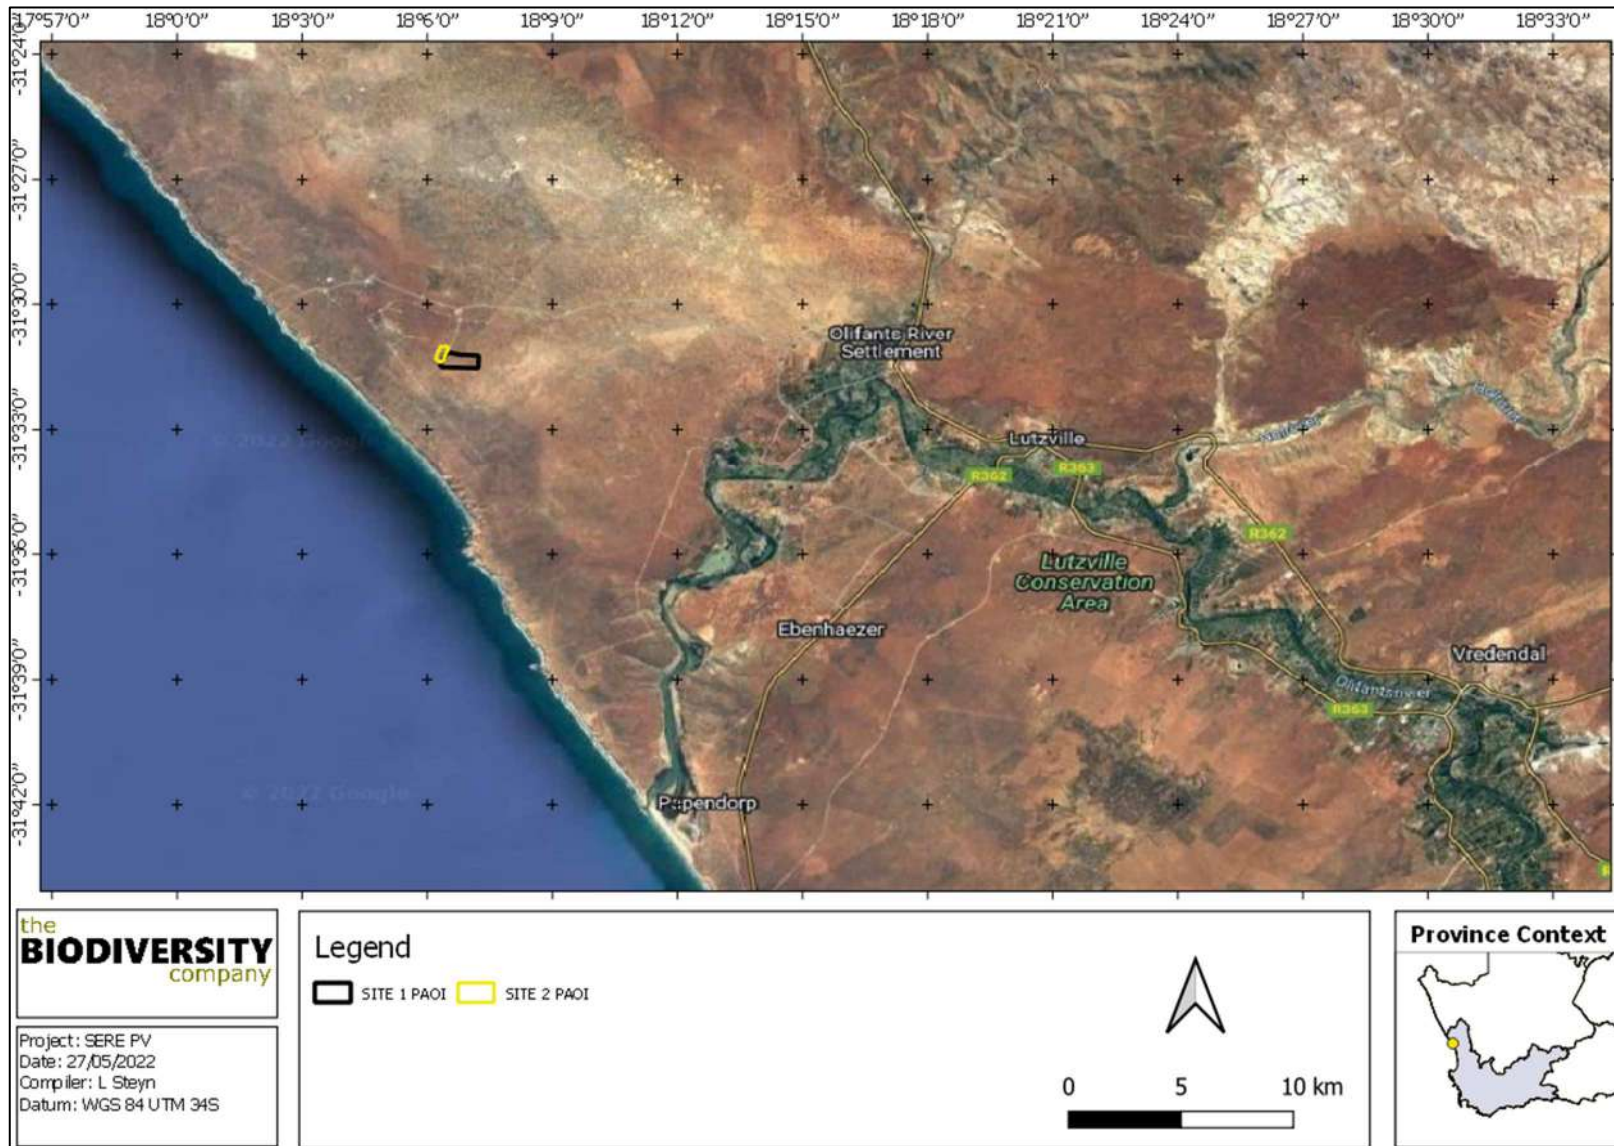 17°57'0" 18°0'0" 18°3'0" 18°6'0" 18°9'0" 18°12'0" 18°15'0" 18°18'0" 18°21'0" 18°24'0" 18°27'0" 18°30'0" 18°33'0"
-31°24'0"
-31°27'0"
-31°30'0"
-31°33'0"
-31°36'0"
-31°39'0"
-31°42'0"
Olifants River
Settlement
© 2022 Google
Lutzville
R362
R363
R362
Lutzville
Conservation
Area
Ebenhaezer
Vredendal
Olifantsrivier
R363
© 2022 Google
Papendorp
the
BIODIVERSITY
company
Project: SERE PV
Date: 27/05/2022
Compiler: L Steyn
Datum: WGS 84 UTM 34S
Legend
SITE 1 PAOI
SITE 2 PAOI
0 5 10 km
Province Context